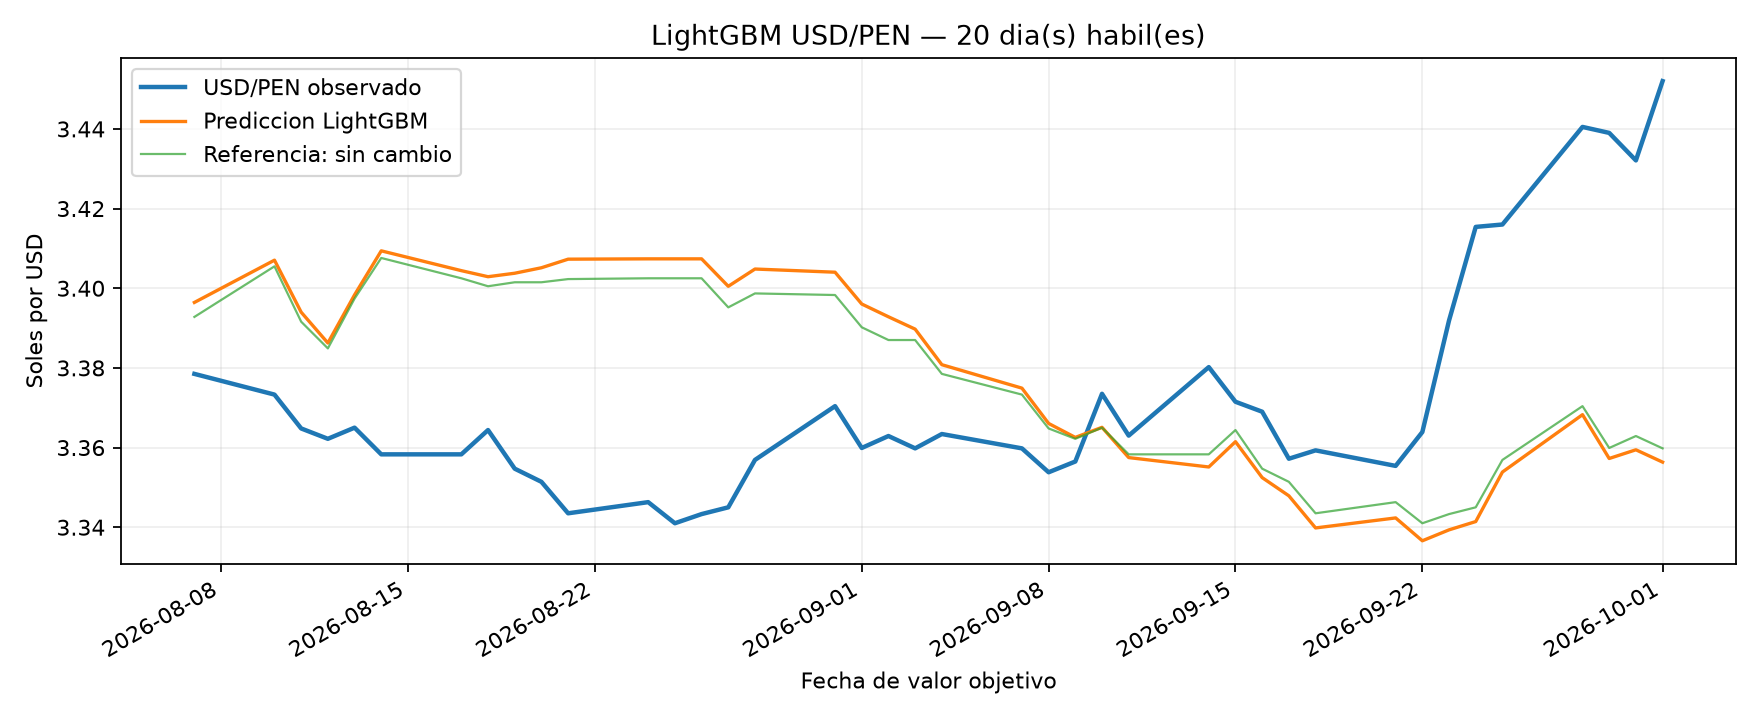 LightGBM USD/PEN — 20 dia(s) habil(es)
USD/PEN observado
Prediccion LightGBM
Referencia: sin cambio
Soles por USD
3.44
3.42
3.40
3.38
3.36
3.34
2026-08-08
2026-08-15
2026-08-22
2026-09-01
2026-09-08
2026-09-15
2026-09-22
2026-10-01
Fecha de valor objetivo